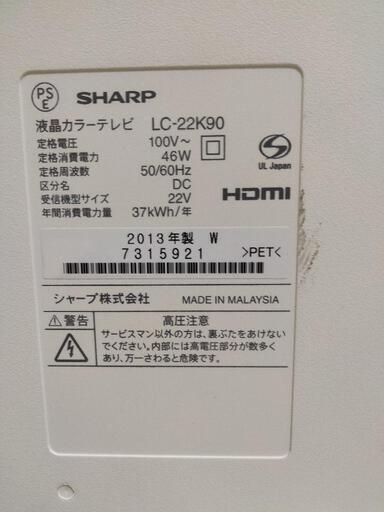 PS
E
SHARP
液晶カラーテレビ LC-22K90
定格電圧 100V~
定格消費電力 46W
定格周波数 50/60Hz
区分名 DC
受信機型サイズ 22V
年間消費電力量 37kWh/年
S
UL Japan
HDMI
2013年製 W
7315921
>PET<
シャープ株式会社 MADE IN MALAYSIA
警告
高圧注意
サービスマン以外の方は、裏ぶたをあけない
でください。内部には高電圧部分が数多く
あり、万一さわると危険です。